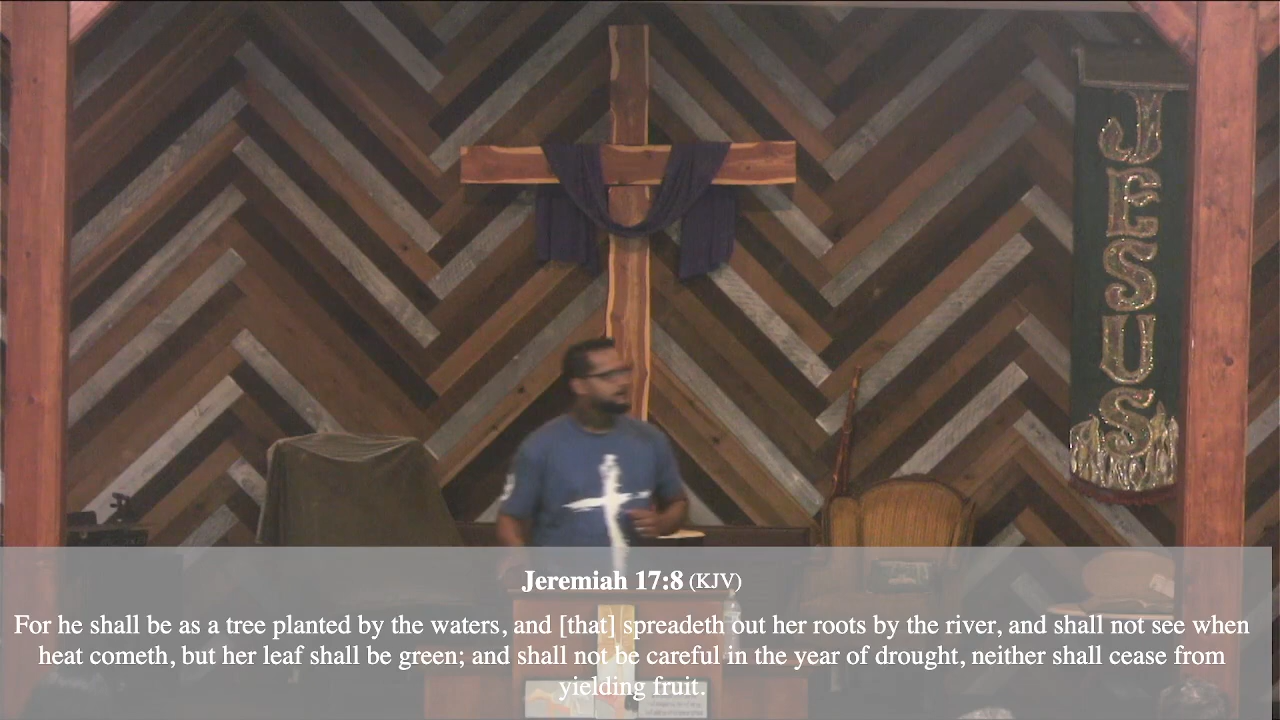 JESUS
Jeremiah 17:8 (KJV)
For he shall be as a tree planted by the waters, and [that] spreadeth out her roots by the river, and shall not see when
heat cometh, but her leaf shall be green; and shall not be careful in the year of drought, neither shall cease from
yielding fruit.